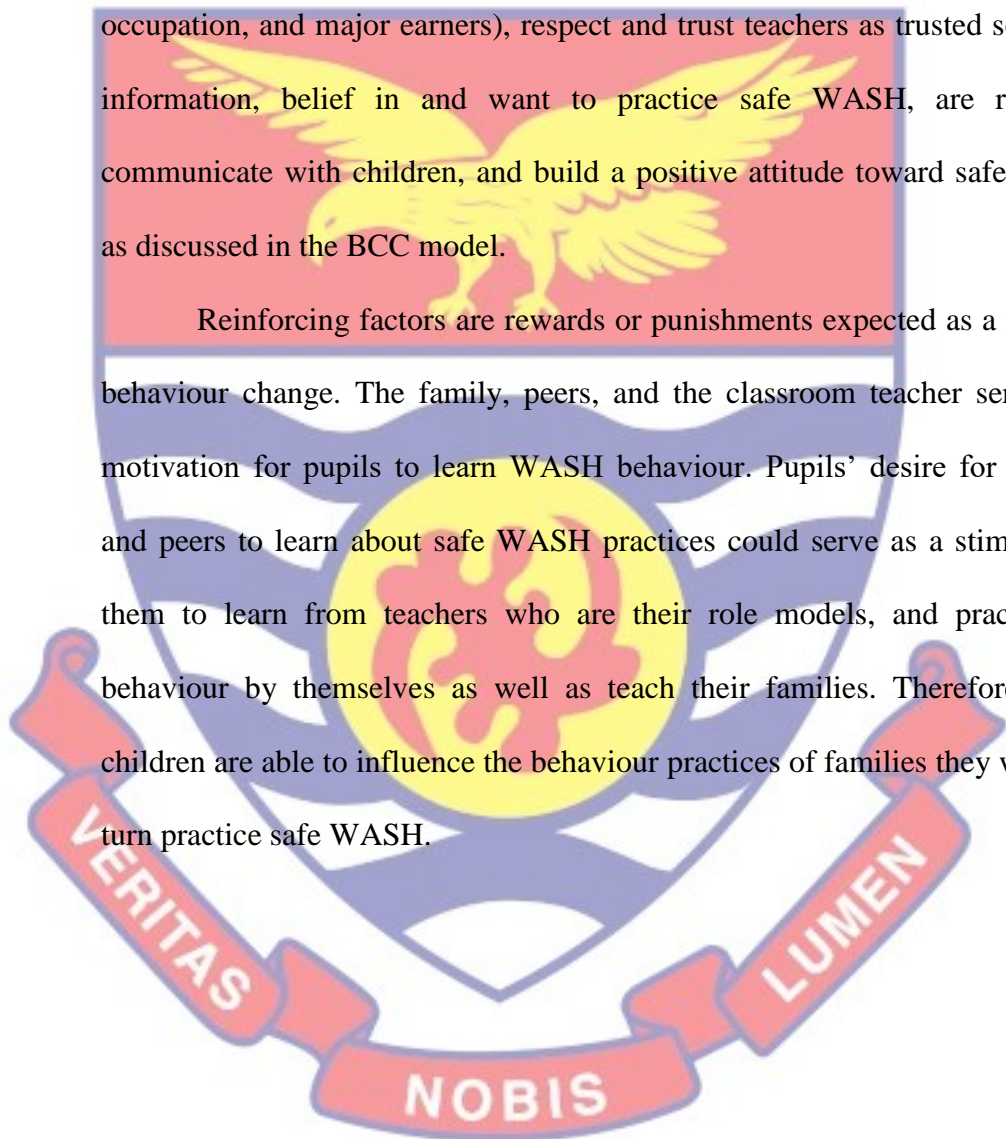 occupation, and major earners), respect and trust teachers as trusted
information, belief in and want to practice safe WASH, are
communicate with children, and build a positive attitude toward safe
as discussed in the BCC model.
Reinforcing factors are rewards or punishments expected as a
behaviour change. The family, peers, and the classroom teacher
motivation for pupils to learn WASH behaviour. Pupils’ desire for
and peers to learn about safe WASH practices could serve as a
them to learn from teachers who are their role models, and
behaviour by themselves as well as teach their families.
children are able to influence the behaviour practices of families they
turn practice safe WASH.
VERITAS
NOBIS
LUMEN